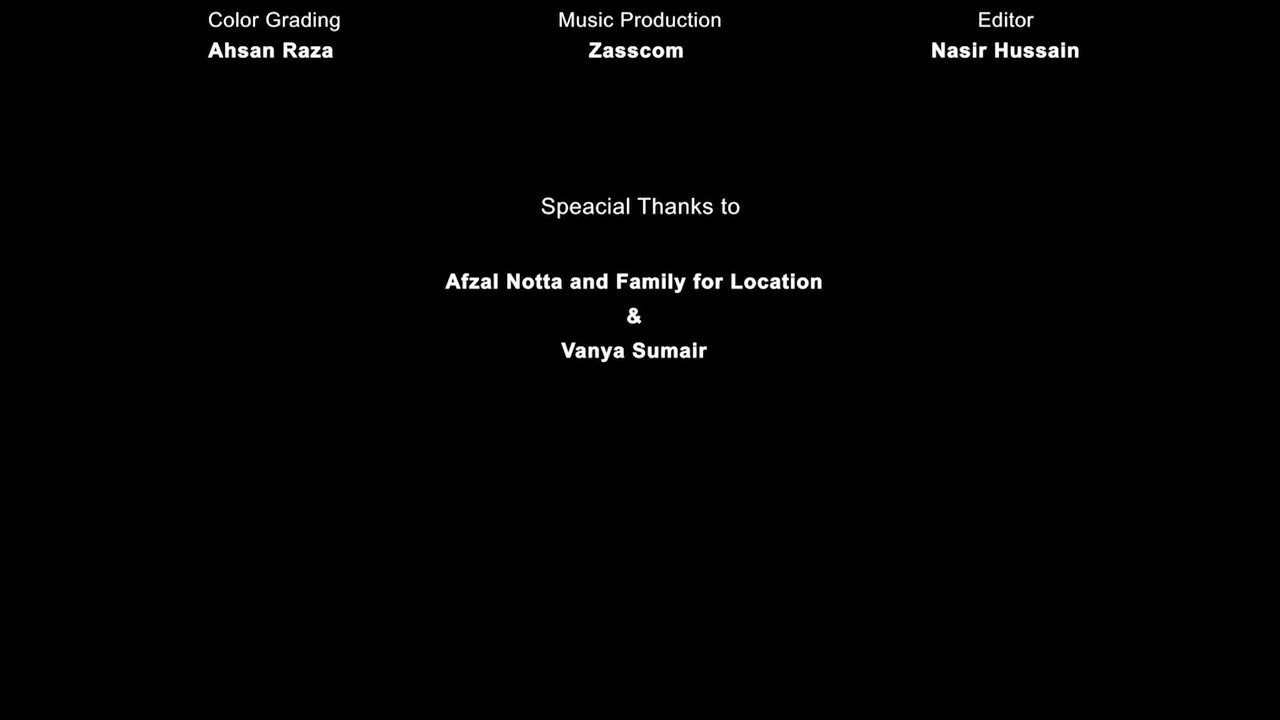 Color Grading Music Production Editor
Ahsan Raza Zasscom Nasir Hussain
Speacial Thanks to
Afzal Notta and Family for Location
&
Vanya Sumair